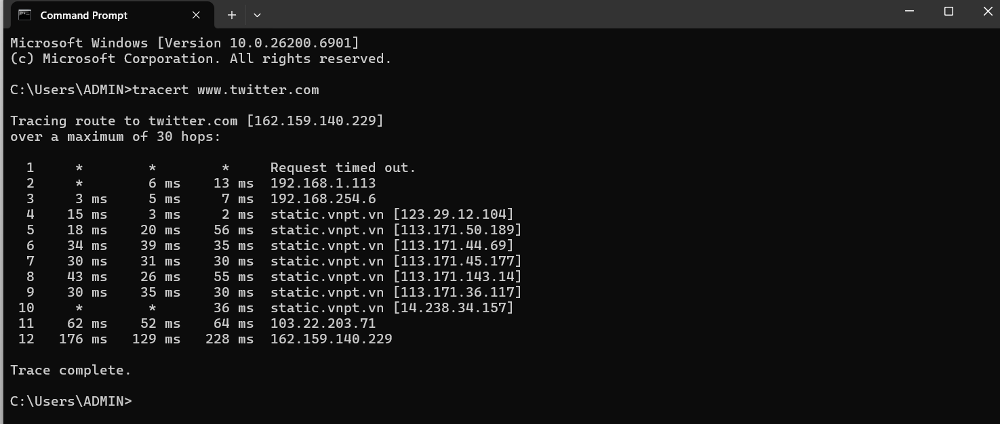 Command Prompt
Microsoft Windows [Version 10.0.26200.6901]
(c) Microsoft Corporation. All rights reserved.
C:\Users\ADMIN>tracert www.twitter.com
Tracing route to twitter.com [162.159.140.229]
over a maximum of 30 hops:
1 * * * Request timed out.
2 * 6 ms 13 ms 192.168.1.113
3 3 ms 5 ms 7 ms 192.168.254.6
4 15 ms 3 ms 2 ms static.vnpt.vn [123.29.12.104]
5 18 ms 20 ms 56 ms static.vnpt.vn [113.171.50.189]
6 34 ms 39 ms 35 ms static.vnpt.vn [113.171.44.69]
7 30 ms 31 ms 30 ms static.vnpt.vn [113.171.45.177]
8 43 ms 26 ms 55 ms static.vnpt.vn [113.171.143.14]
9 30 ms 35 ms 30 ms static.vnpt.vn [113.171.36.117]
10 * * 36 ms static.vnpt.vn [14.238.34.157]
11 62 ms 52 ms 64 ms 103.22.203.71
12 176 ms 129 ms 228 ms 162.159.140.229
Trace complete.
C:\Users\ADMIN>